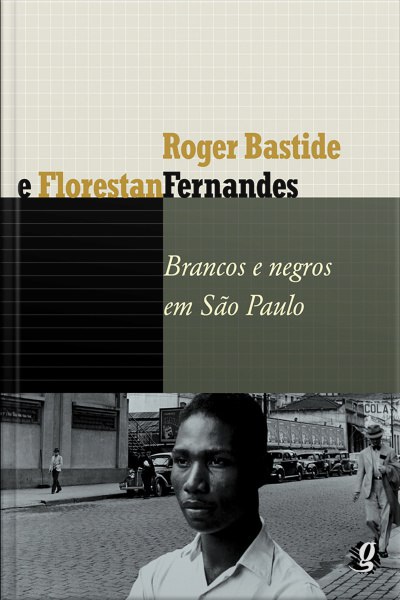 Roger Bastide
e Florestan Fernandes
Brancos e negros
em São Paulo
COLA
g